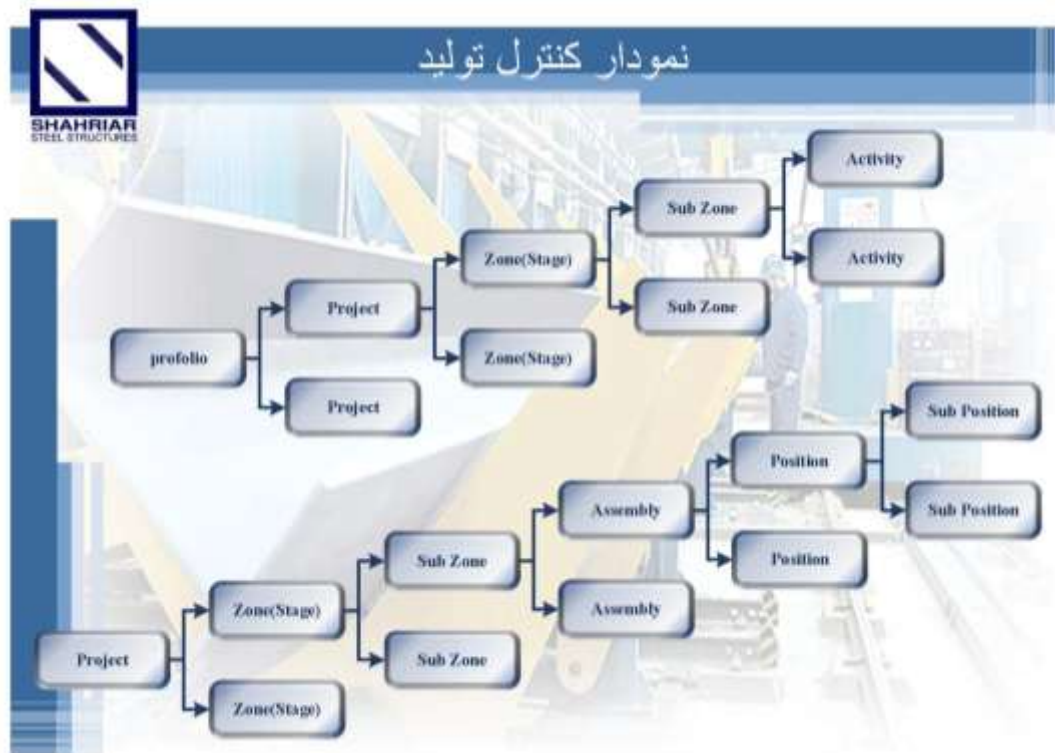 نمودار کنترل تولید
SHAHRIAR
STEEL STRUCTURES
Activity
Sub Zone
Activity
Zone(Stage)
Sub Zone
Project
Zone(Stage)
profolio
Project
Sub Position
Position
Sub Position
Assembly
Position
Sub Zone
Assembly
Zone(Stage)
Sub Zone
Project
Zone(Stage)